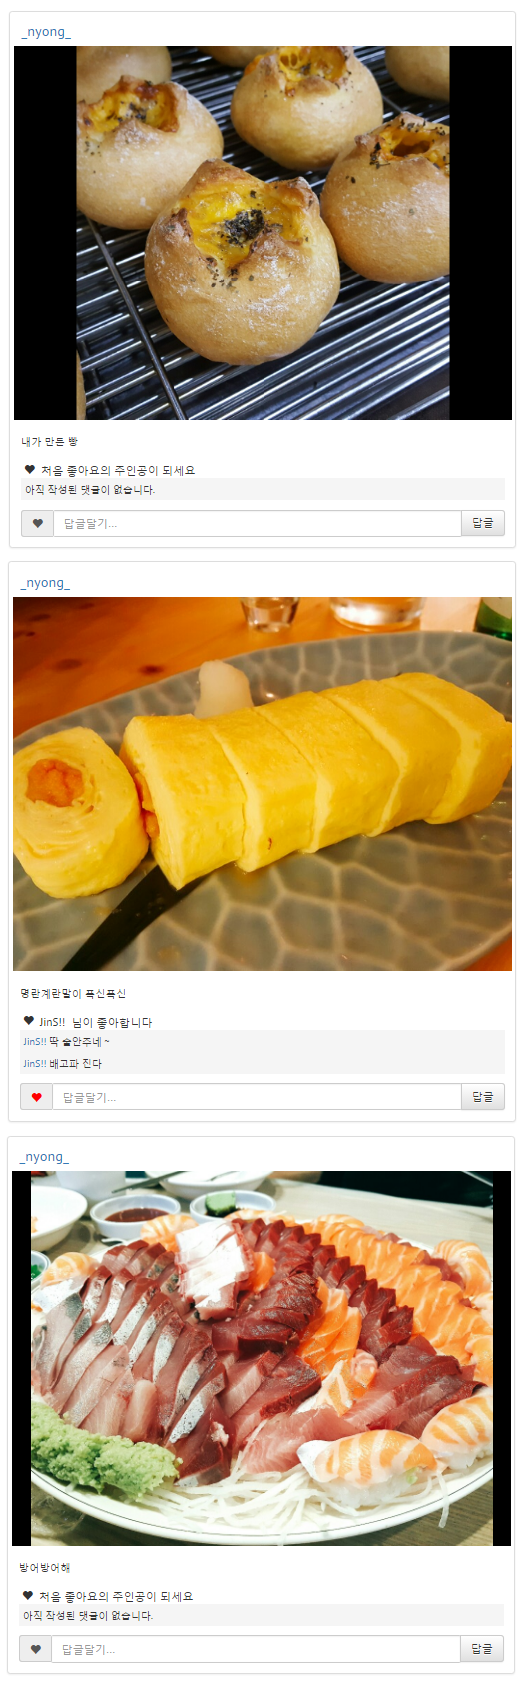 _nyong_
내가 만든 빵
처음 좋아요의 주인공이 되세요
아직 작성된 댓글이 없습니다.
답글달기...
답글
_nyong_
명란계란말이 푹신푹신
JinS!! 님이 좋아합니다
JinS!! 딱 술안주네~
JinS!! 배고파 진다
답글달기...
답글
_nyong_
방어방어해
처음 좋아요의 주인공이 되세요
아직 작성된 댓글이 없습니다.
답글달기...
답글